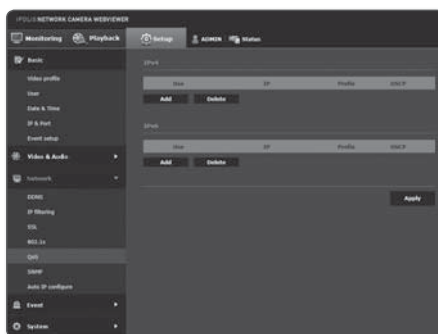 iPOLiS NETWORK CAMERA WEBVIEWER
Monitoring Playback Setup ADMIN Status
Basic
Video profile
User
Date & Time
IP & Port
Event setup
Video & Audio
Network
DDNS
IP filtering
SSL
802.1x
QoS
SNMP
Auto IP configure
Event
System
IPv4
Use IP Prefix DSCP
Add Delete
IPv6
Use IP Prefix DSCP
Add Delete
Apply